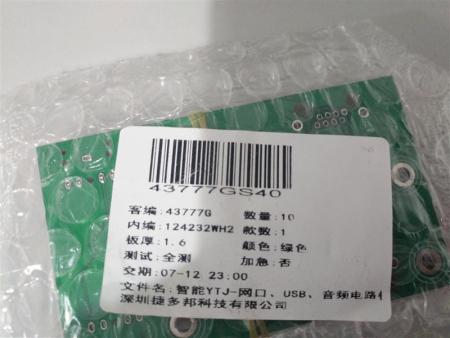 43777GS40
客编:43777G 数量:10
内编:124232WH2 款数:1
板厚:1.6 颜色:绿色
测试:全测 加急:否
交期:07-12 23:00
文件名:智能YTJ-网口、USB、音频电路
深圳捷多邦科技有限公司